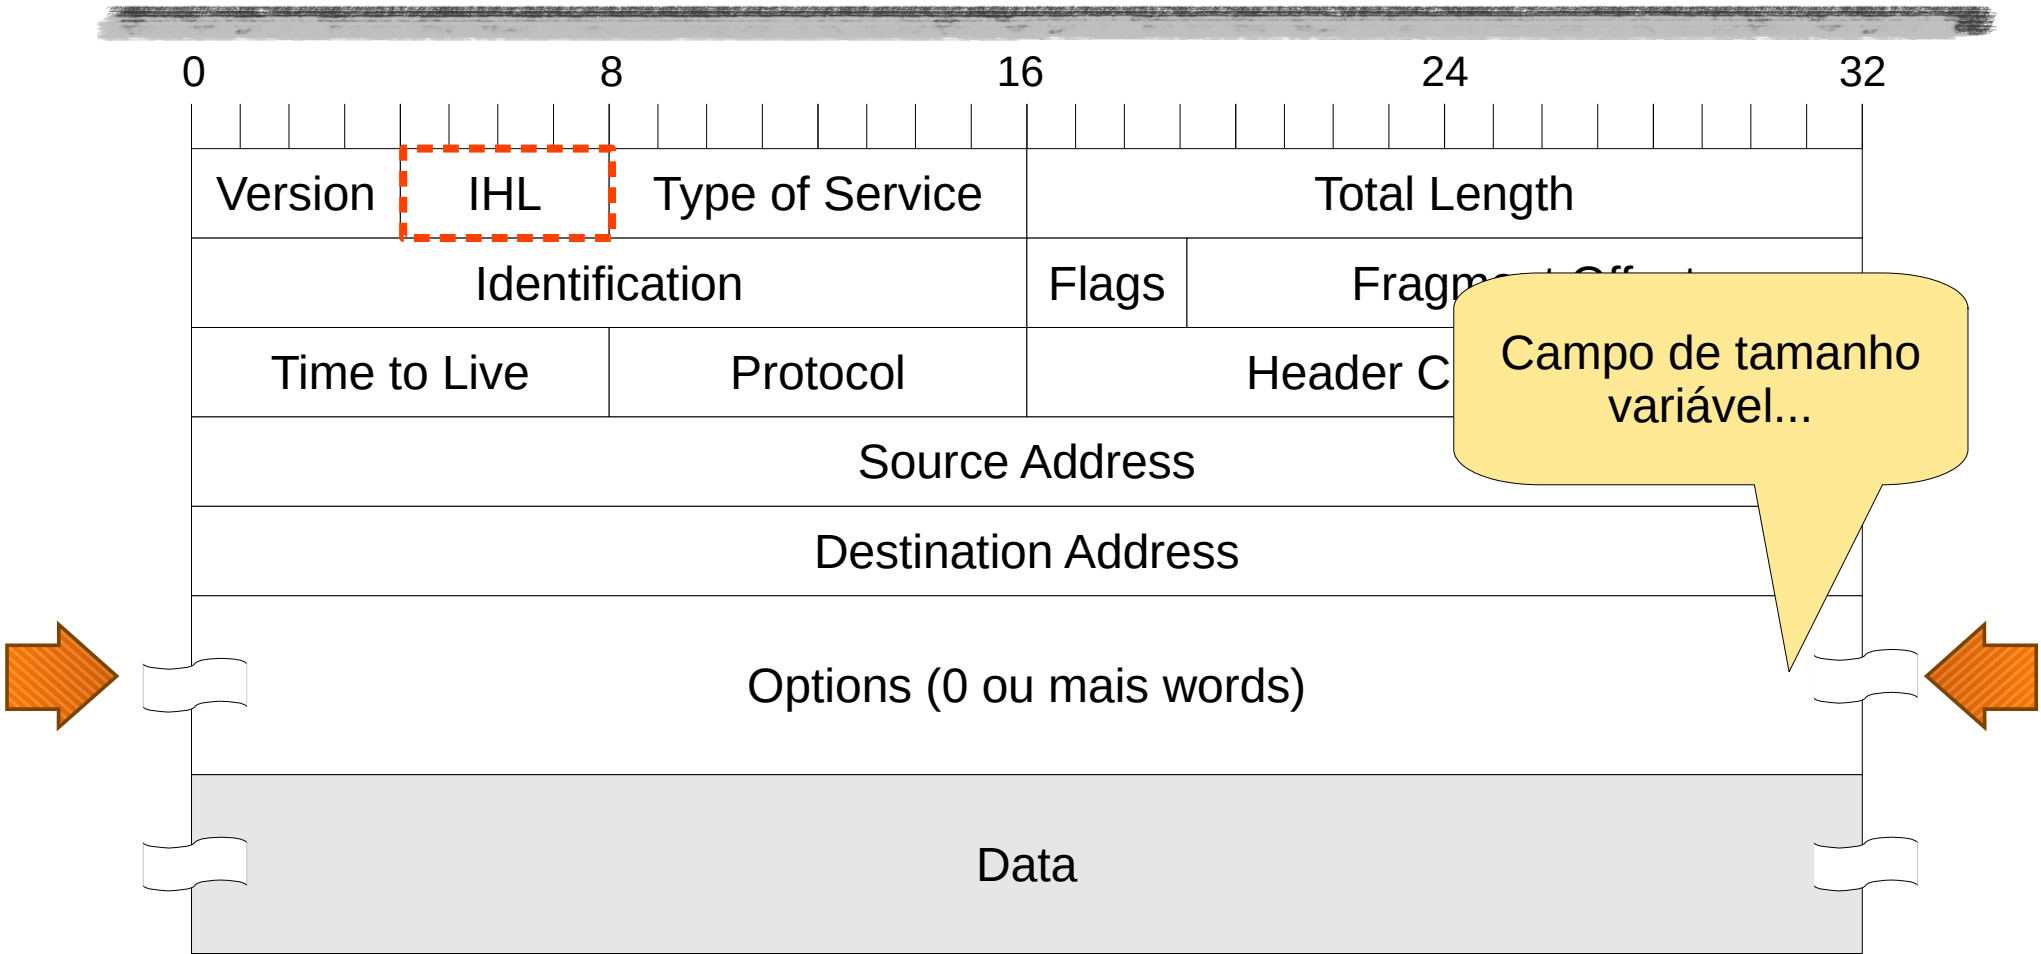 0 8 16 24 32
Version IHL Type of Service Total Length
Identification Flags
Time to Live Protocol Header
Campo de tamanho
variável...
Source Address
Destination Address
Options (0 ou mais words)
Data